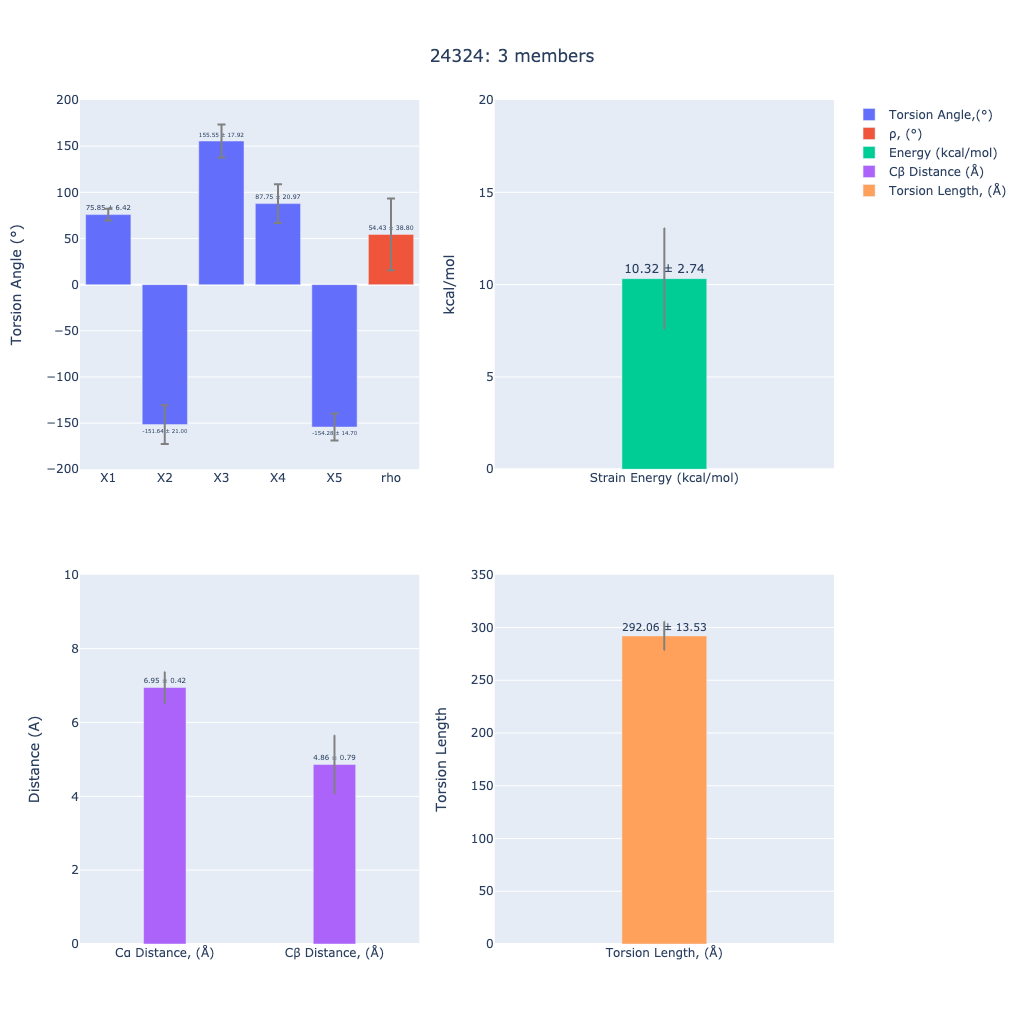 24324: 3 members
Torsion Angle (°)
200
150
100
50
0
−50
−100
−150
−200
75.85 ± 6.42
-151.64 ± 21.00
155.55 ± 17.92
87.75 ± 20.97
-154.28 ± 14.70
54.43 ± 38.80
X1 X2 X3 X4 X5 rho
kcal/mol
20
15
10
5
0
10.32 ± 2.74
Strain Energy (kcal/mol)
Torsion Angle,(°)
ρ, (°)
Energy (kcal/mol)
Cβ Distance (Å)
Torsion Length, (Å)
Distance (A)
10
8
6
4
2
0
6.95 ± 0.42
4.86 ± 0.79
Cα Distance, (Å) Cβ Distance, (Å)
Torsion Length
350
300
250
200
150
100
50
0
292.06 ± 13.53
Torsion Length, (Å)